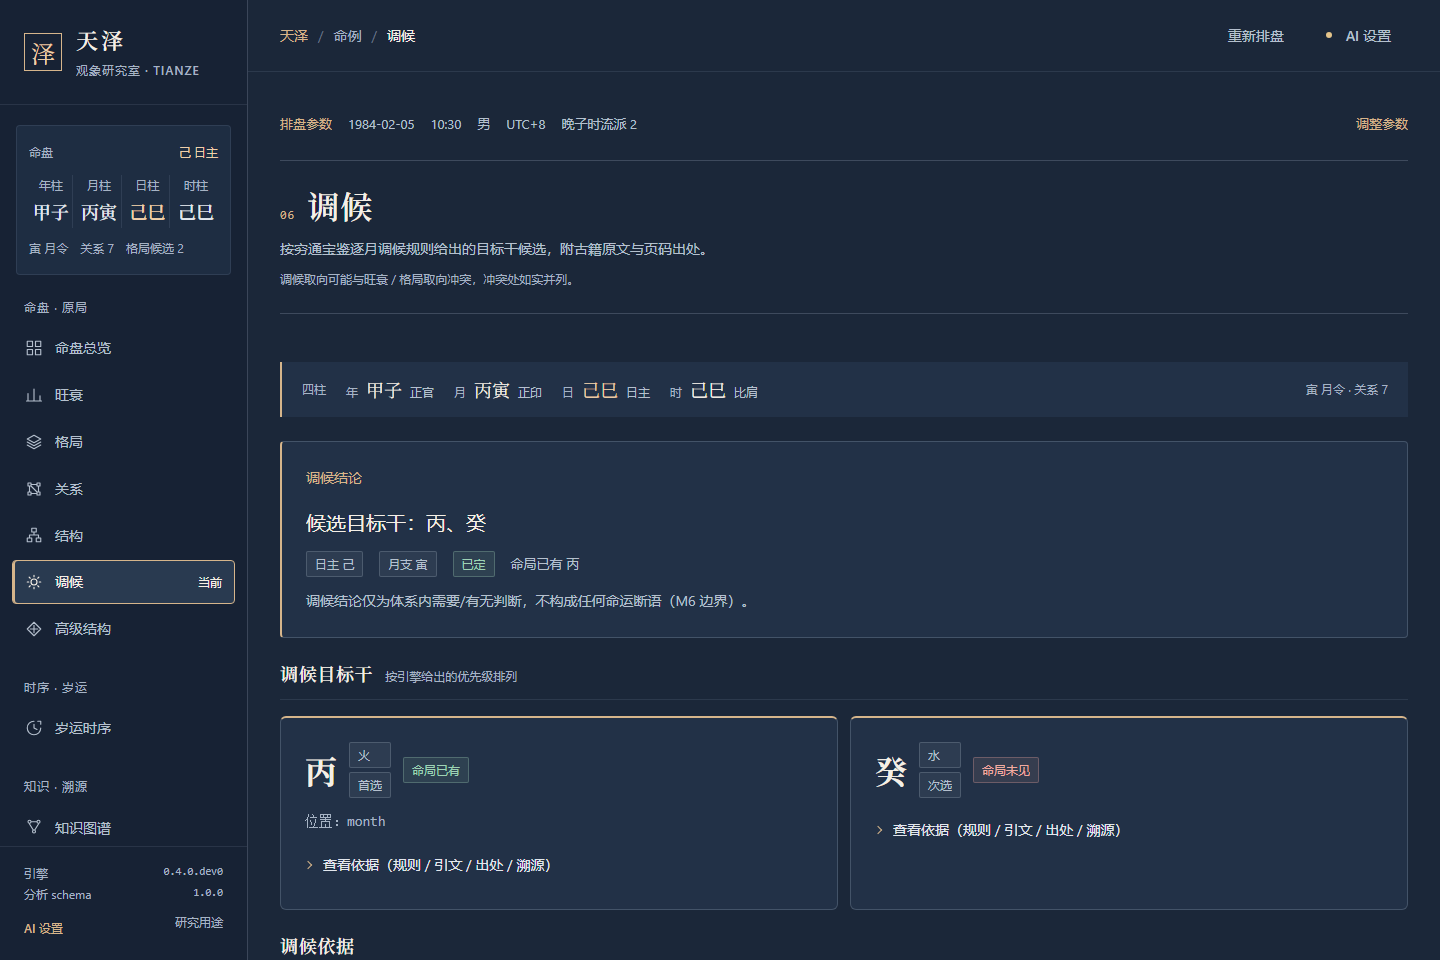 泽
天泽
观象研究室 · TIANZE
命盘 己 日主
年柱 月柱 日柱 时柱
甲子 丙寅 己巳 己巳
寅 月令 关系 7 格局候选 2
命盘 · 原局
命盘总览
旺衰
格局
关系
结构
调候 当前
高级结构
时序 · 岁运
岁运时序
知识 · 溯源
知识图谱
引擎 0.4.0.dev0
分析 schema 1.0.0
AI 设置 研究用途
天泽 / 命例 / 调候
重新排盘 AI 设置
排盘参数 1984-02-05 10:30 男 UTC+8 晚子时流派 2 调整参数
06 调候
按穷通宝鉴逐月调候规则给出的目标干候选，附古籍原文与页码出处。
调候取向可能与旺衰 / 格局取向冲突，冲突处如实并列。
四柱 年 甲子 正官 月 丙寅 正印 日 己巳 日主 时 己巳 比肩 寅 月令 · 关系 7
调候结论
候选目标干：丙、癸
日主 己 月支 寅 已定 命局已有 丙
调候结论仅为体系内需要/有无判断，不构成任何命运断语（M6 边界）。
调候目标干 按引擎给出的优先级排列
丙 火 首选 命局已有
位置：month
查看依据（规则 / 引文 / 出处 / 溯源）
癸 水 次选 命局未见
查看依据（规则 / 引文 / 出处 / 溯源）
调候依据